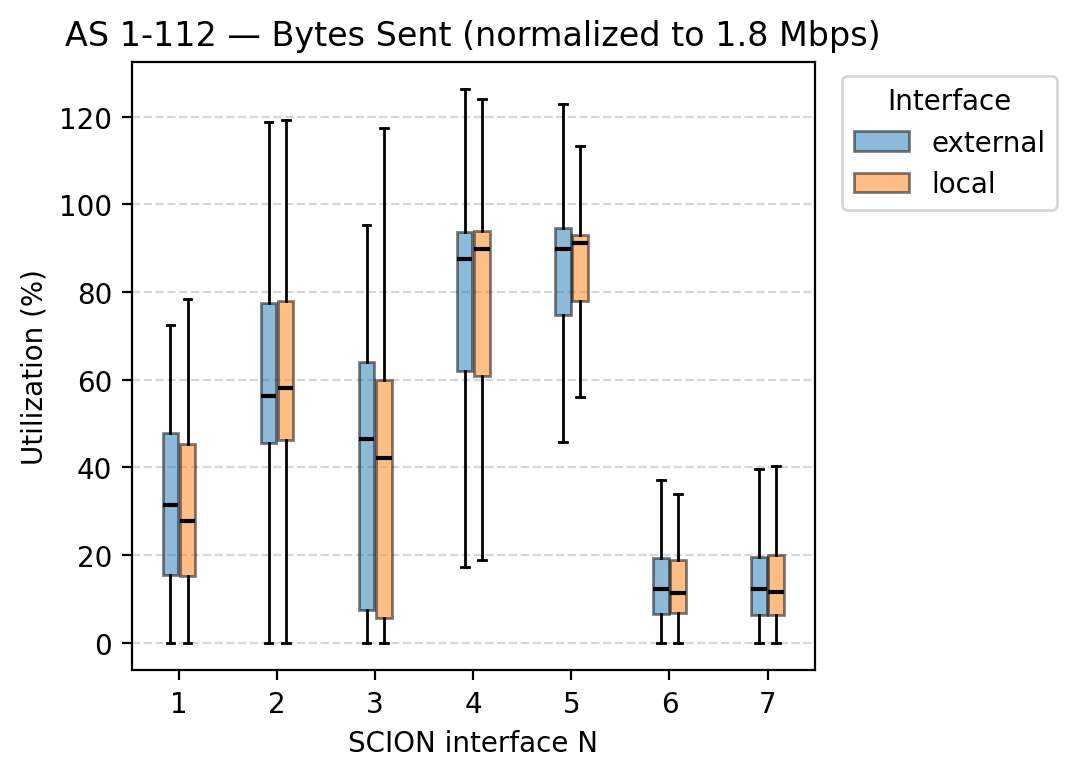 AS 1-112 — Bytes Sent (normalized to 1.8 Mbps)
Interface
external
local
Utilization (%)
120
100
80
60
40
20
0
1 2 3 4 5 6 7
SCION interface N